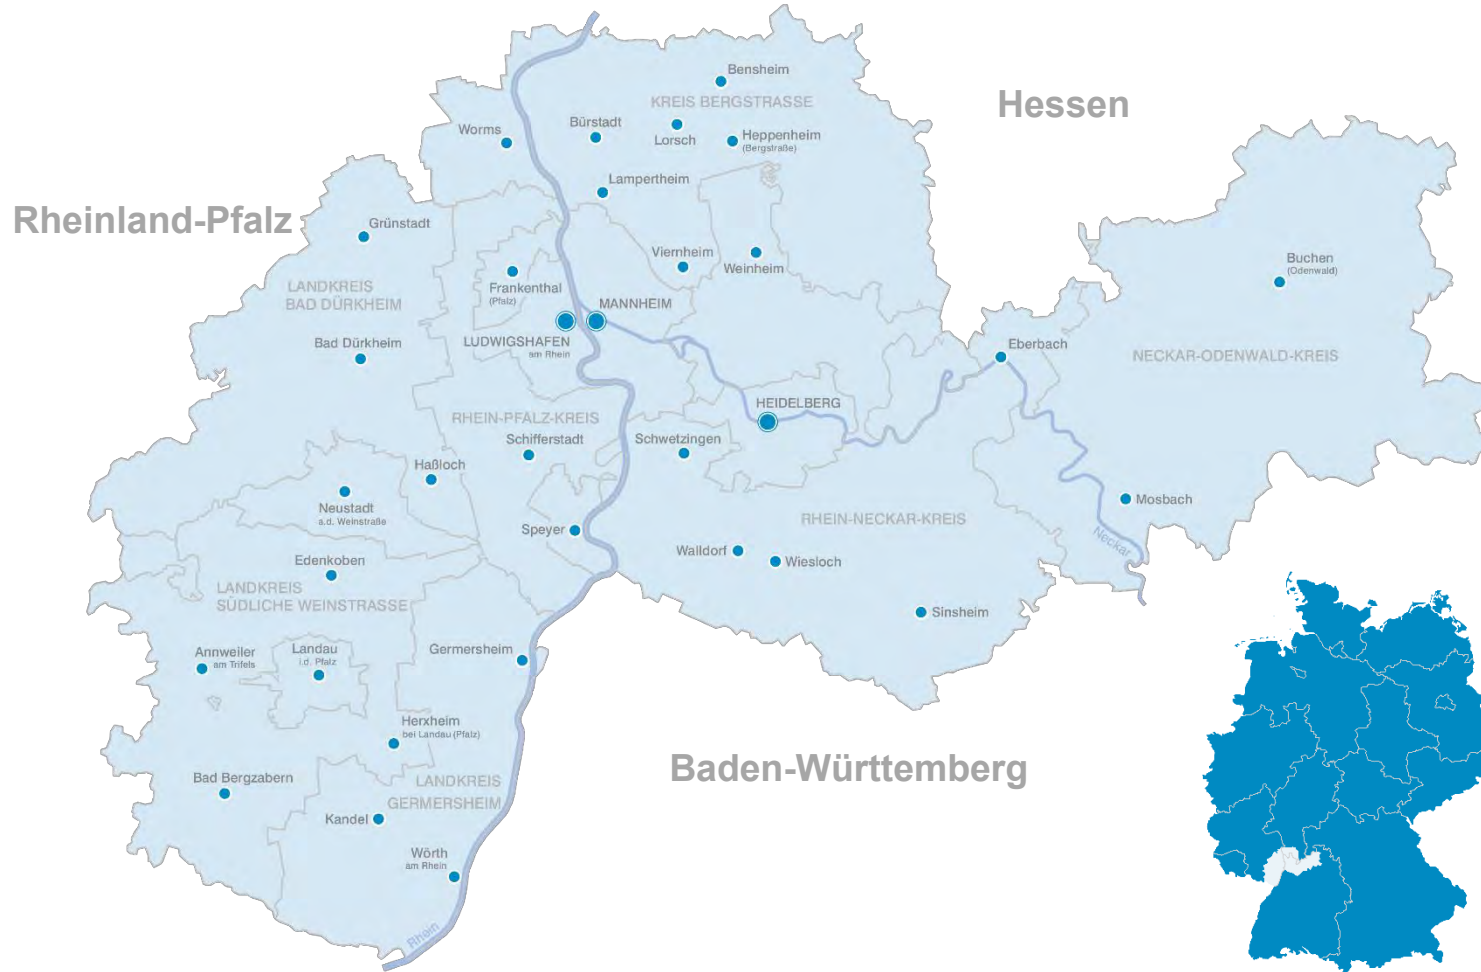 Bensheim
KREIS BERGSTRASSE
Hessen
Worms
Bürstadt
Lorsch
Heppenheim
(Bergstraße)
Lampertheim
Rheinland-Pfalz
Grünstadt
Viernheim
Weinheim
Buchen
(Odenwald)
LANDKREIS
BAD DÜRKHEIM
Frankenthal
(Pfalz)
MANNHEIM
LUDWIGSHAFEN
am Rhein
Bad Dürkheim
Eberbach
NECKAR-ODENWALD-KREIS
HEIDELBERG
RHEIN-PFALZ-KREIS
Schifferstadt
Schwetzingen
Haßloch
Neustadt
a.d. Weinstraße
Mosbach
Speyer
RHEIN-NECKAR-KREIS
Neckar
Walldorf
Wiesloch
Edenkoben
LANDKREIS
SÜDLICHE WEINSTRASSE
Sinsheim
Annweiler
am Trifels
Landau
i.d. Pfalz
Germersheim
Herxheim
bei Landau (Pfalz)
Baden-Württemberg
Bad Bergzabern
LANDKREIS
GERMERSHEIM
Kandel
Wörth
am Rhein
Rhein